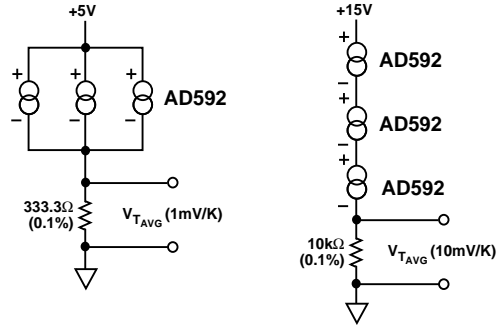 +5V
+
+
+
−
−
−
AD592
333.3Ω
(0.1%)
VTAVG (1mV/K)
+15V
+
−
AD592
+
−
AD592
+
−
AD592
10kΩ
(0.1%)
VTAVG (10mV/K)